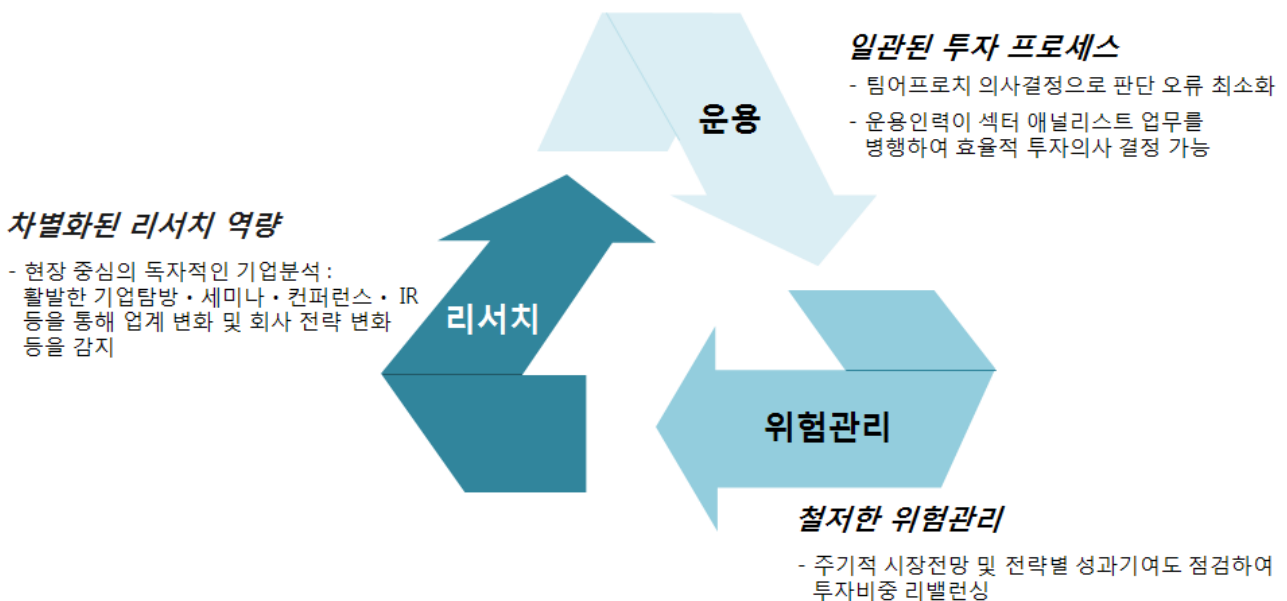 일관된 투자 프로세스
- 팀어프로치 의사결정으로 판단 오류 최소화
- 운용인력이 섹터 애널리스트 업무를
병행하여 효율적 투자의사 결정 가능
운용
차별화된 리서치 역량
- 현장 중심의 독자적인 기업분석 :
활발한 기업탐방・세미나・컨퍼런스・ IR
등을 통해 업계 변화 및 회사 전략 변화
등을 감지
리서치
위험관리
철저한 위험관리
- 주기적 시장전망 및 전략별 성과기여도 점검하여
투자비중 리밸런싱